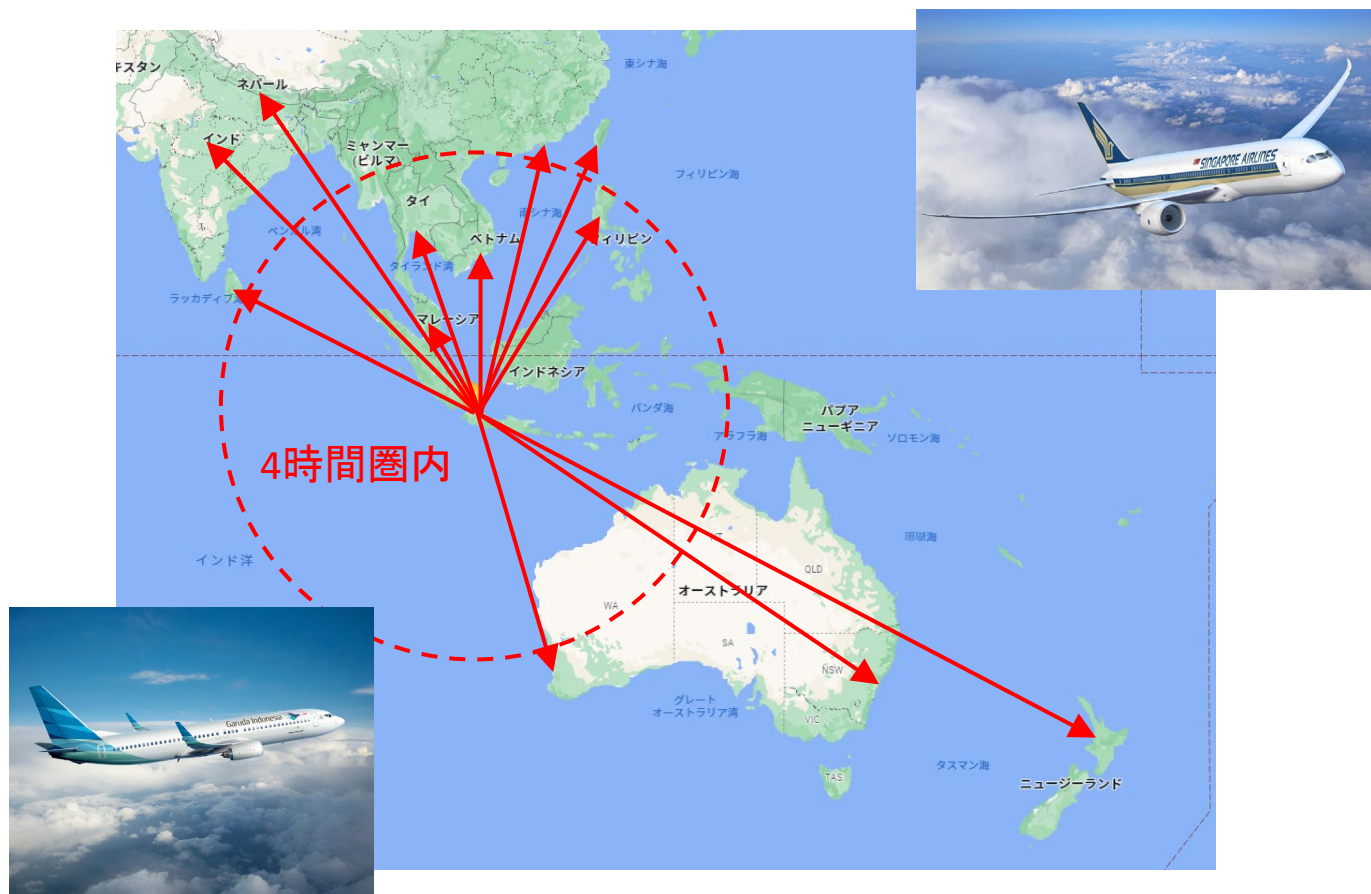 キスタン
ネパール
東シナ海
SINGAPORE AIRLINES
インド
ミャンマー
(ビルマ)
フィリピン海
タイ
南シナ海
ベンガル湾
ベトナム
フィリピン
タイランド湾
ラッカディブ海
マレーシア
インドネシア
バンダ海
パプア
ニューギニア
アラフラ海
ソロモン海
4時間圏内
珊瑚海
NT
インド洋
QLD
オーストラリア
WA
SA
NSW
グレート
オーストラリア湾
VIC
Garuda Indonesia
タスマン海
TAS
ニュージーランド